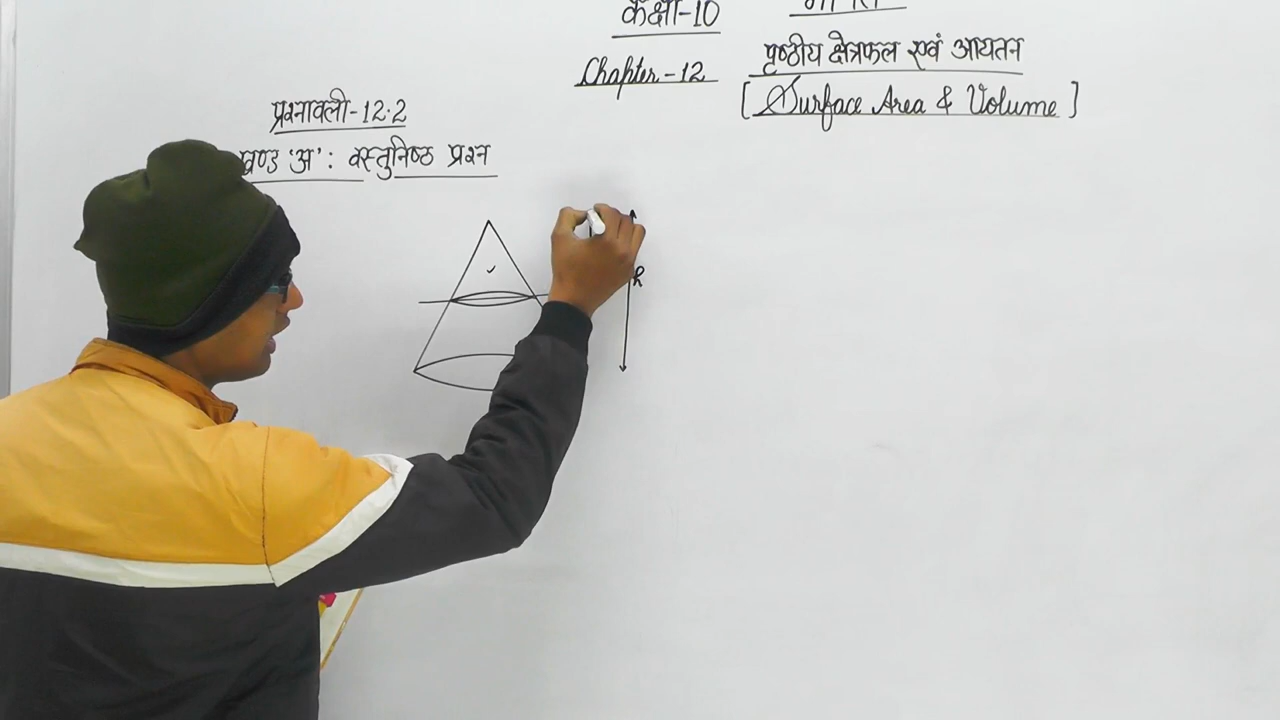 कक्षा-10
Chapter-12 पृष्ठीय क्षेत्रफल एवं आयतन
[Surface Area & Volume]
प्रश्नावली-12.2
खण्ड 'अ': वस्तुनिष्ठ प्रश्न
h